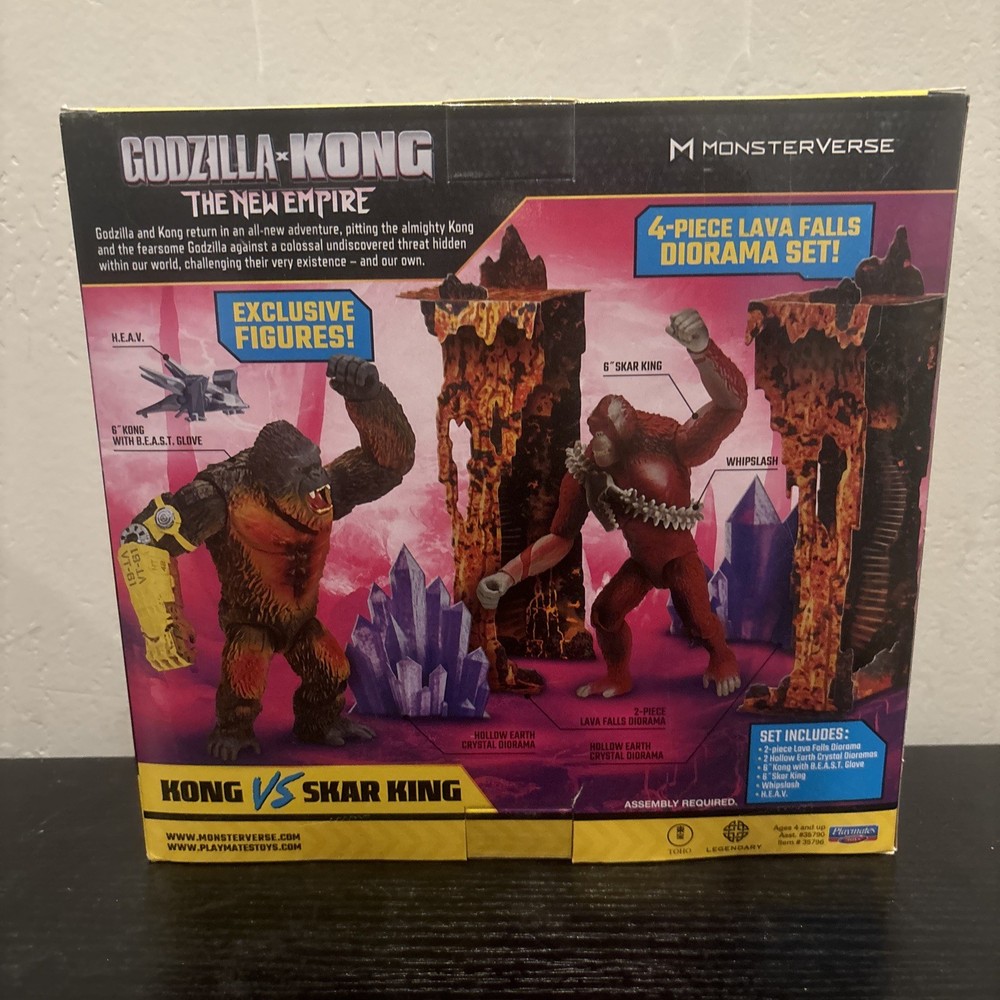 GODZILLA x KONG
THE NEW EMPIRE
Godzilla and Kong return in an all-new adventure, pitting the almighty Kong
and the fearsome Godzilla against a colossal undiscovered threat hidden
within our world, challenging their very existence – and our own.
MONSTERVERSE
4-PIECE LAVA FALLS
DIORAMA SET!
EXCLUSIVE
FIGURES!
H.E.A.V.
6" KONG
WITH B.E.A.S.T. GLOVE
6" SKAR KING
WHIPSLASH
2-PIECE
LAVA FALLS DIORAMA
HOLLOW EARTH
CRYSTAL DIORAMA
HOLLOW EARTH
CRYSTAL DIORAMA
SET INCLUDES:
• 2-piece Lava Falls Diorama
• 2 Hollow Earth Crystal Dioramas
• 6" Kong with B.E.A.S.T. Glove
• 6" Skar King
• Whipslash
• H.E.A.V.
KONG VS SKAR KING
ASSEMBLY REQUIRED.
WWW.MONSTERVERSE.COM
WWW.PLAYMATESTOYS.COM
TOHO
LEGENDARY
Ages 4 and up
Playmates